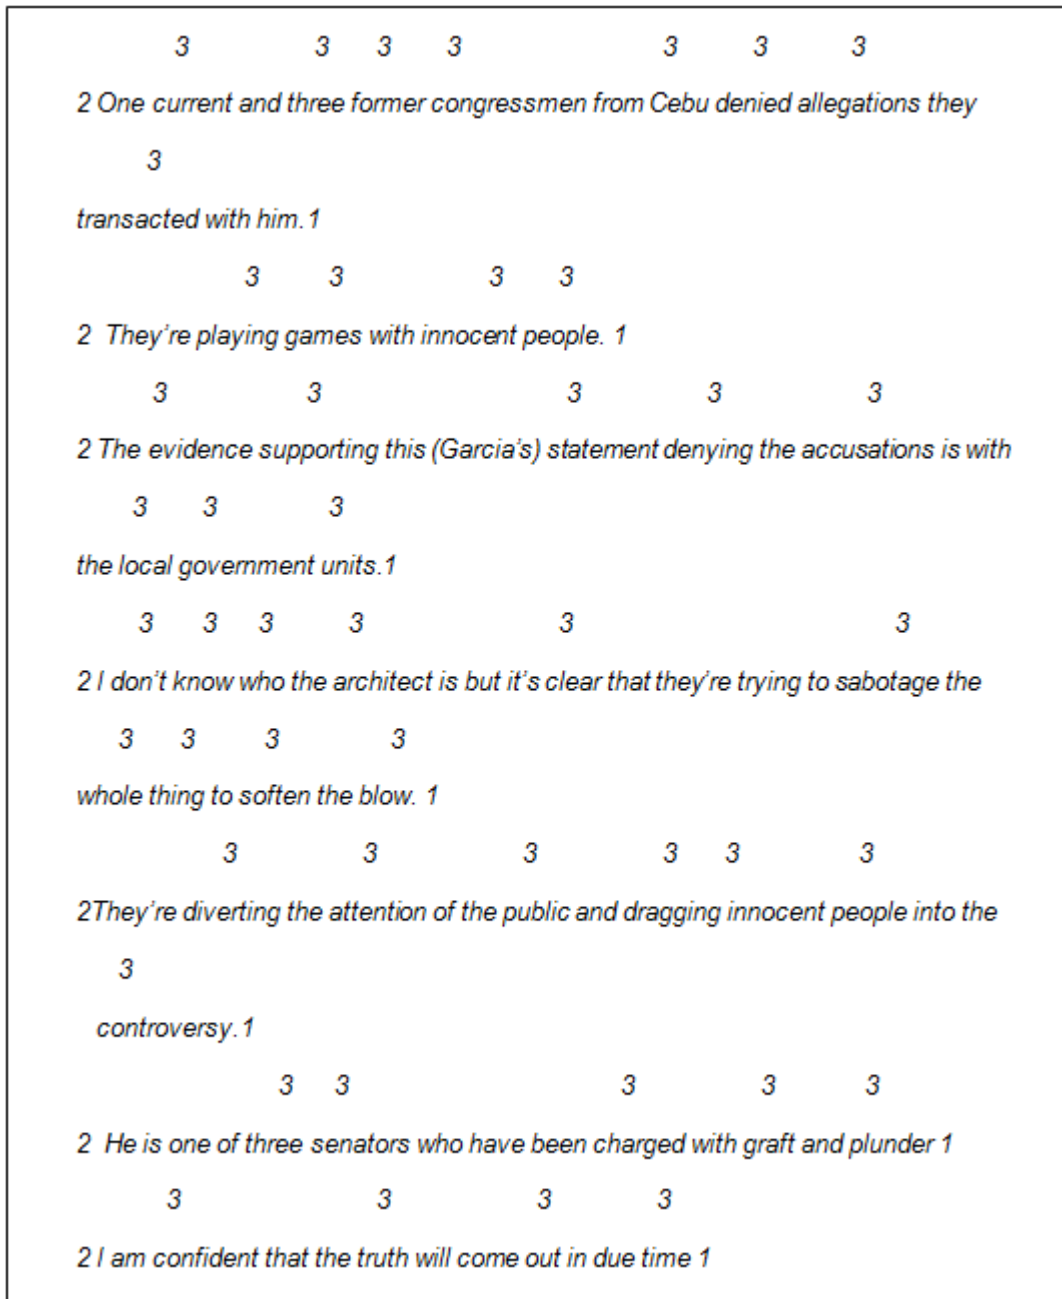 3 3 3 3 3 3 3
2 One current and three former congressmen from Cebu denied allegations they
3
transacted with him.1
3 3 3 3
2 They're playing games with innocent people. 1
3 3 3 3 3
2 The evidence supporting this (Garcia's) statement denying the accusations is with
3 3 3
the local government units.1
3 3 3 3 3 3
2 I don't know who the architect is but it's clear that they're trying to sabotage the
3 3 3 3
whole thing to soften the blow. 1
3 3 3 3 3 3
2They're diverting the attention of the public and dragging innocent people into the
3
controversy.1
3 3 3 3 3
2 He is one of three senators who have been charged with graft and plunder 1
3 3 3 3
2 I am confident that the truth will come out in due time 1